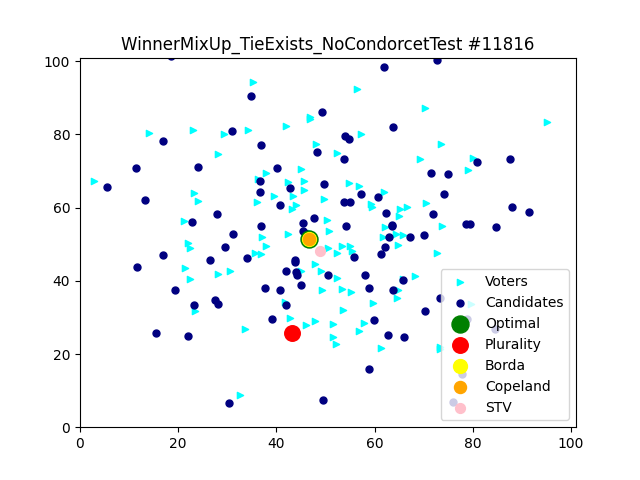 WinnerMixUp_TieExists_NoCondorcetTest #11816
100
80
60
40
20
0
Voters
Candidates
Optimal
Plurality
Borda
Copeland
STV
0 20 40 60 80 100